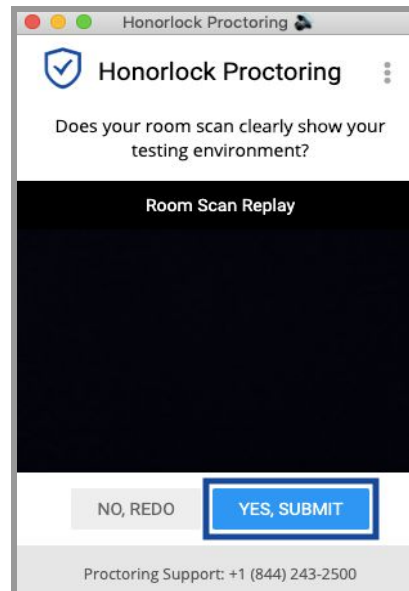 Honorlock Proctoring
Honorlock Proctoring
Does your room scan clearly show your
testing environment?
Room Scan Replay
NO, REDO
YES, SUBMIT
Proctoring Support: +1 (844) 243-2500